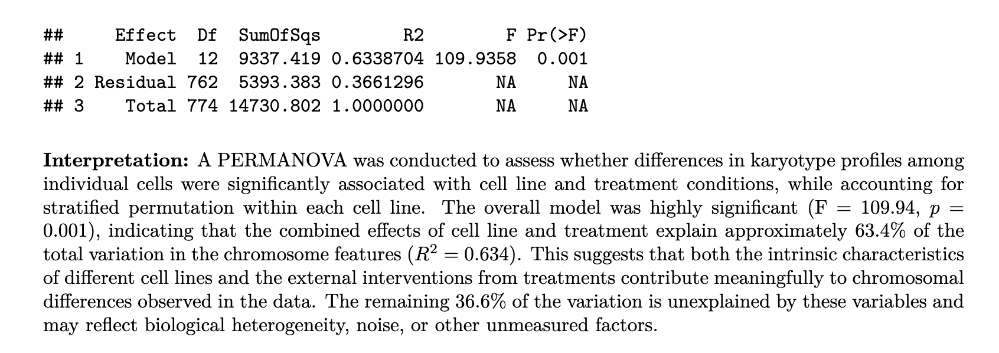 ##     Effect  Df  SumOfSqs        R2        F Pr(>F)
## 1    Model  12  9337.419 0.6338704 109.9358  0.001
## 2 Residual 762  5393.383 0.3661296       NA     NA
## 3    Total 774 14730.802 1.0000000       NA     NA
Interpretation: A PERMANOVA was conducted to assess whether differences in karyotype profiles among
individual cells were significantly associated with cell line and treatment conditions, while accounting for
stratified permutation within each cell line. The overall model was highly significant (F = 109.94, p =
0.001), indicating that the combined effects of cell line and treatment explain approximately 63.4% of the
total variation in the chromosome features (R² = 0.634). This suggests that both the intrinsic characteristics
of different cell lines and the external interventions from treatments contribute meaningfully to chromosomal
differences observed in the data. The remaining 36.6% of the variation is unexplained by these variables and
may reflect biological heterogeneity, noise, or other unmeasured factors.